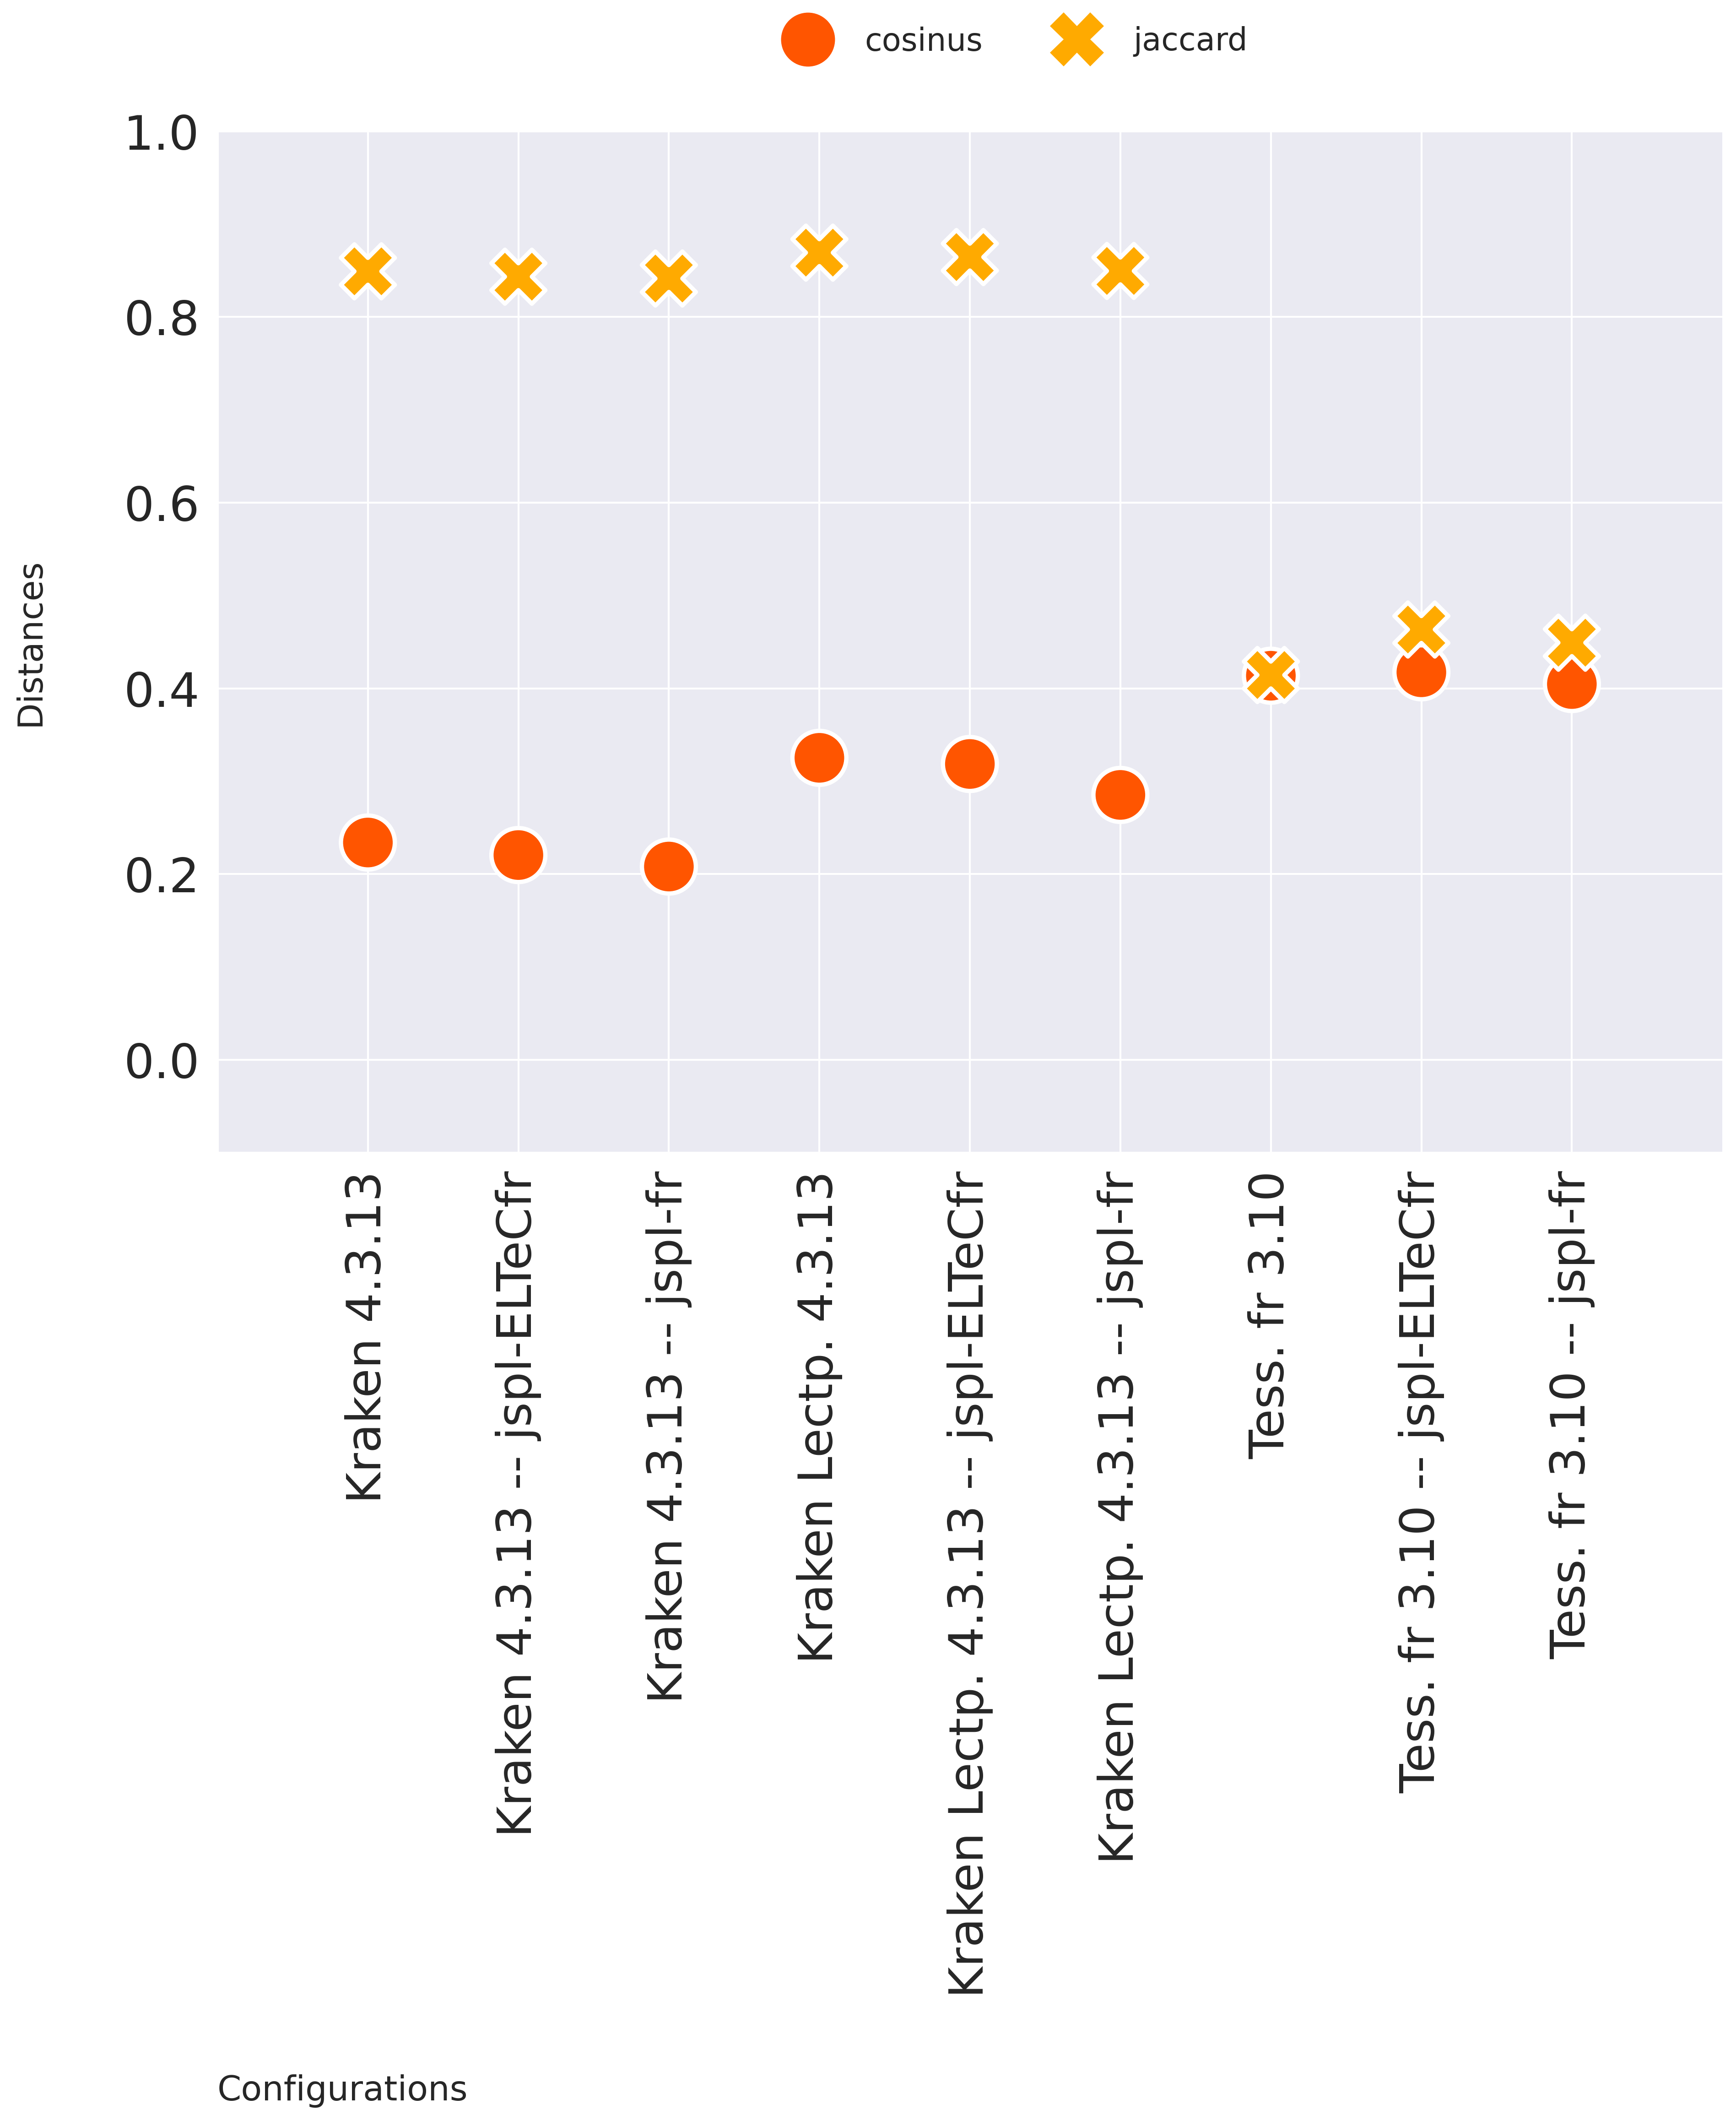 cosinus
jaccard
1.0
0.8
0.6
0.4
0.2
0.0
Distances
Kraken 4.3.13
Kraken 4.3.13 -- jspl-ELTeCfr
Kraken 4.3.13 -- jspl-fr
Kraken Lectp. 4.3.13
Kraken Lectp. 4.3.13 -- jspl-ELTeCfr
Kraken Lectp. 4.3.13 -- jspl-fr
Tess. fr 3.10
Tess. fr 3.10 -- jspl-ELTeCfr
Tess. fr 3.10 -- jspl-fr
Configurations